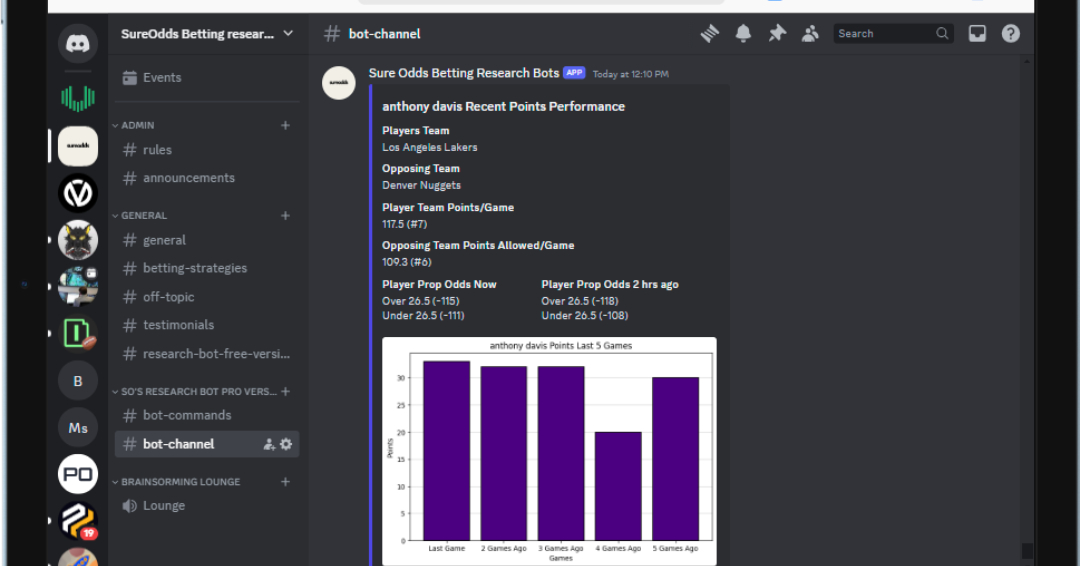 SureOdds Betting resear...
Events
ADMIN
rules
announcements
GENERAL
general
betting-strategies
off-topic
testimonials
research-bot-free-versi...
SO'S RESEARCH BOT PRO VERS...
bot-commands
bot-channel
BRAINSORMING LOUNGE
Lounge
sureodds
B
Ms
PO
19
# bot-channel
Search
sureodds
Sure Odds Betting Research Bots APP Today at 12:10 PM
anthony davis Recent Points Performance
Players Team
Los Angeles Lakers
Opposing Team
Denver Nuggets
Player Team Points/Game
117.5 (#7)
Opposing Team Points Allowed/Game
109.3 (#6)
Player Prop Odds Now Player Prop Odds 2 hrs ago
Over 26.5 (-115) Over 26.5 (-118)
Under 26.5 (-111) Under 26.5 (-108)
anthony davis Points Last 5 Games
Points
30
25
20
15
10
5
0
Last Game 2 Games Ago 3 Games Ago 4 Games Ago 5 Games Ago
Games